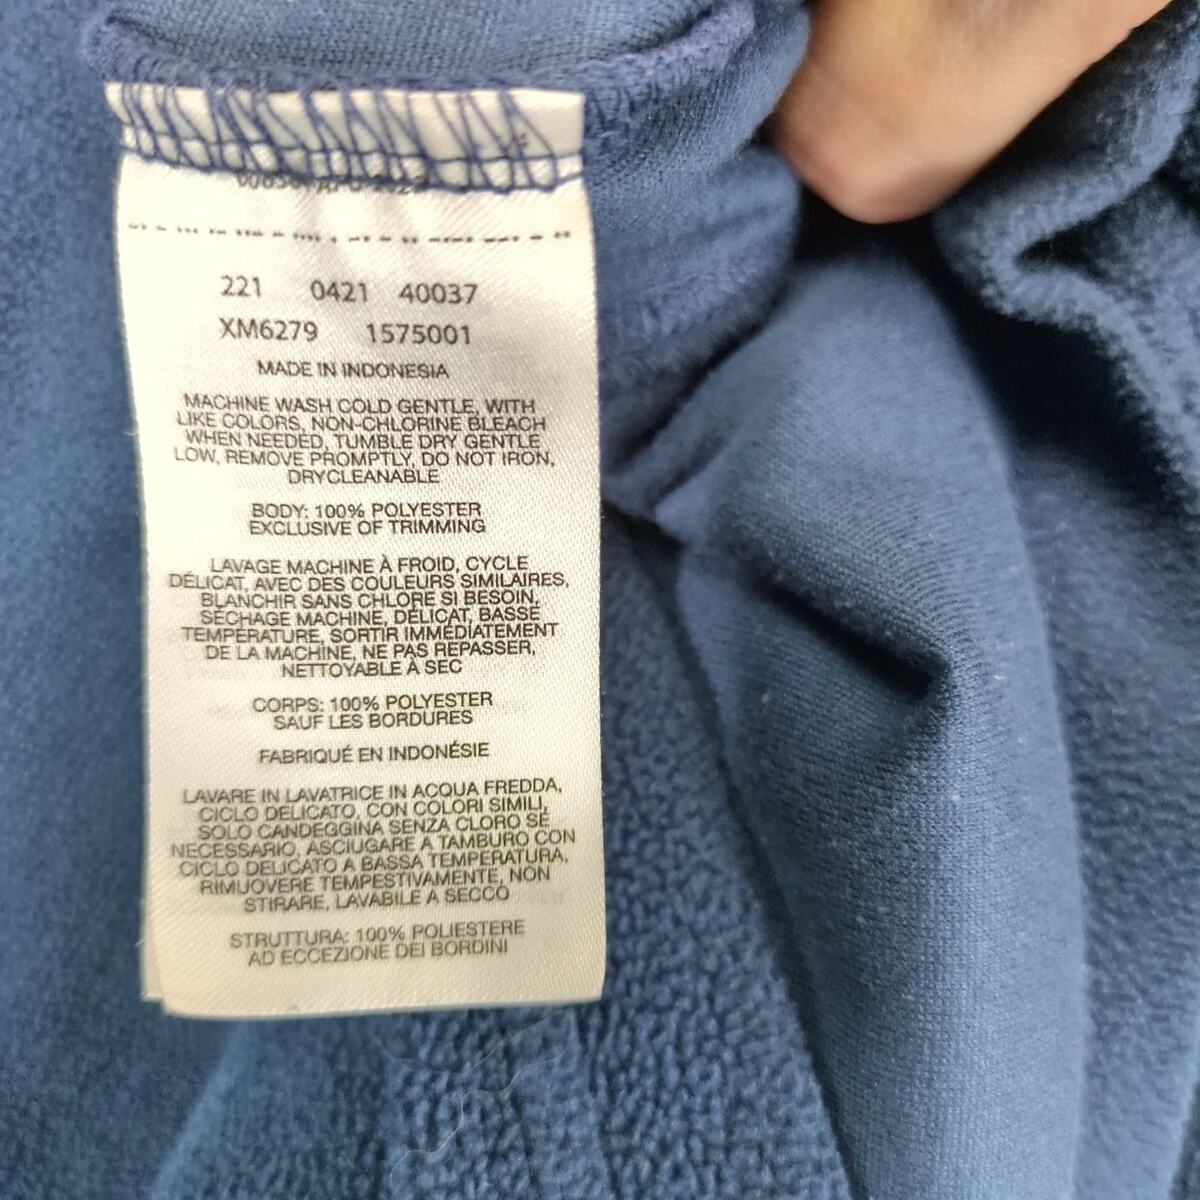 221 0421 40037
XM6279 1575001
MADE IN INDONESIA
MACHINE WASH COLD GENTLE, WITH
LIKE COLORS, NON-CHLORINE BLEACH
WHEN NEEDED, TUMBLE DRY GENTLE
LOW, REMOVE PROMPTLY, DO NOT IRON,
DRYCLEANABLE
BODY: 100% POLYESTER
EXCLUSIVE OF TRIMMING
LAVAGE MACHINE À FROID, CYCLE
DÉLICAT, AVEC DES COULEURS SIMILAIRES,
BLANCHIR SANS CHLORE SI BESOIN,
SÉCHAGE MACHINE, DÉLICAT, BASSE
TEMPÉRATURE, SORTIR IMMÉDIATEMENT
DE LA MACHINE, NE PAS REPASSER,
NETTOYABLE À SEC
CORPS: 100% POLYESTER
SAUF LES BORDURES
FABRIQUÉ EN INDONÉSIE
LAVARE IN LAVATRICE IN ACQUA FREDDA,
CICLO DELICATO, CON COLORI SIMILI,
SOLO CANDEGGINA SENZA CLORO SE
NECESSARIO, ASCIUGARE A TAMBURO CON
CICLO DELICATO A BASSA TEMPERATURA,
RIMUOVERE TEMPESTIVAMENTE, NON
STIRARE, LAVABILE A SECCO
STRUTTURA: 100% POLIESTERE
AD ECCEZIONE DEI BORDINI